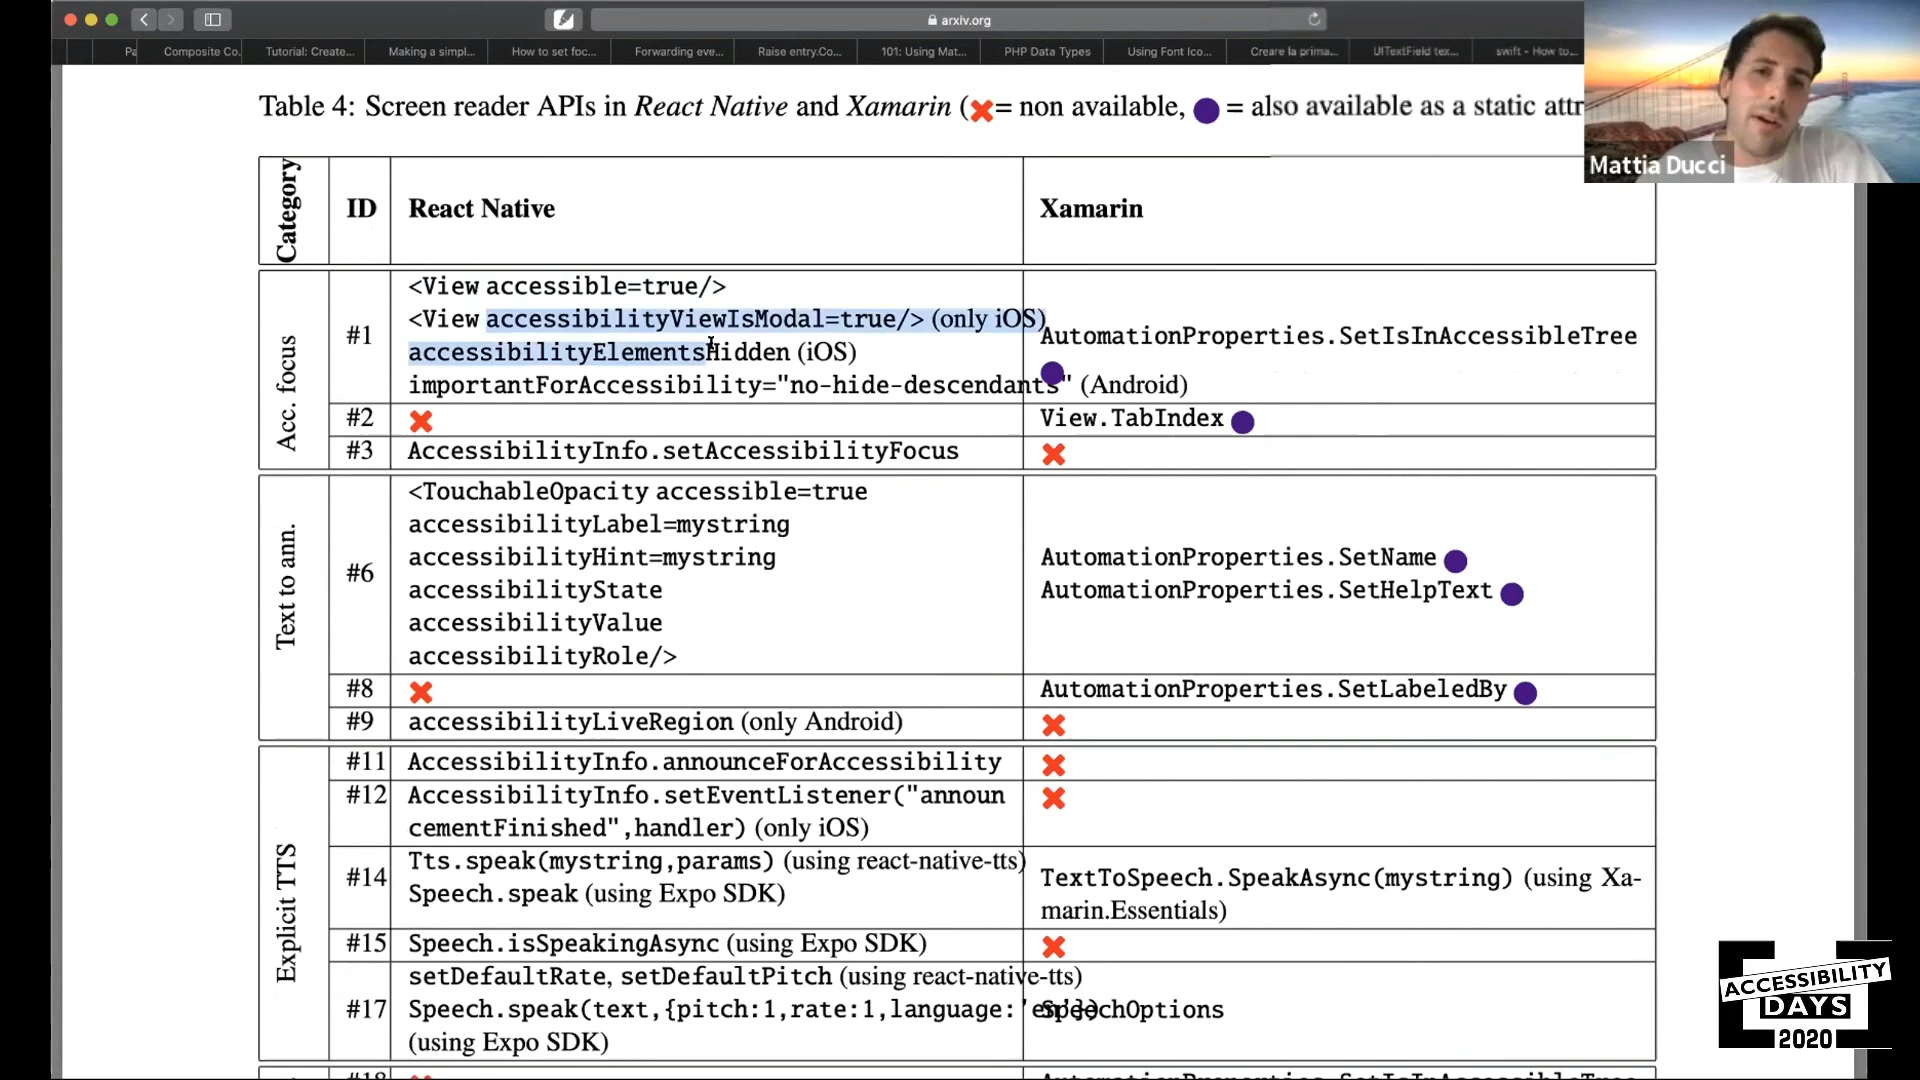 arxiv.org
Pa
Composite Co.
Tutorial: Create...
Making a simpl...
How to set foc...
Forwarding eve...
Raise entry.Co...
101: Using Mat...
PHP Data Types
Using Font Ico...
Creare la prima...
UITextField tex...
swift - How to...
Table 4: Screen reader APIs in React Native and Xamarin (❌= non available, ● = also available as a static attr
Mattia Ducci
Category
ID
React Native
Xamarin
Acc. focus
#1
<View accessible=true/>
<View accessibilityViewIsModal=true/> (only iOS)
accessibilityElementsHidden (iOS)
importantForAccessibility="no-hide-descendants" (Android)
AutomationProperties.SetIsInAccessibleTree
#2
❌
View.TabIndex ●
#3
AccessibilityInfo.setAccessibilityFocus
❌
Text to ann.
#6
<TouchableOpacity accessible=true
accessibilityLabel=mystring
accessibilityHint=mystring
accessibilityState
accessibilityValue
accessibilityRole/>
AutomationProperties.SetName ●
AutomationProperties.SetHelpText ●
#8
❌
AutomationProperties.SetLabeledBy ●
#9
accessibilityLiveRegion (only Android)
❌
Explicit TTS
#11
AccessibilityInfo.announceForAccessibility
❌
#12
AccessibilityInfo.setEventListener("announ
cementFinished",handler) (only iOS)
❌
#14
Tts.speak(mystring,params) (using react-native-tts)
Speech.speak (using Expo SDK)
TextToSpeech.SpeakAsync(mystring) (using Xa-
marin.Essentials)
#15
Speech.isSpeakingAsync (using Expo SDK)
❌
#17
setDefaultRate, setDefaultPitch (using react-native-tts)
Speech.speak(text,{pitch:1,rate:1,language:'en'})
(using Expo SDK)
SpeechOptions
#18
AutomationProperties.SetIsInAccessibleTree
ACCESSIBILITY
DAYS
2020